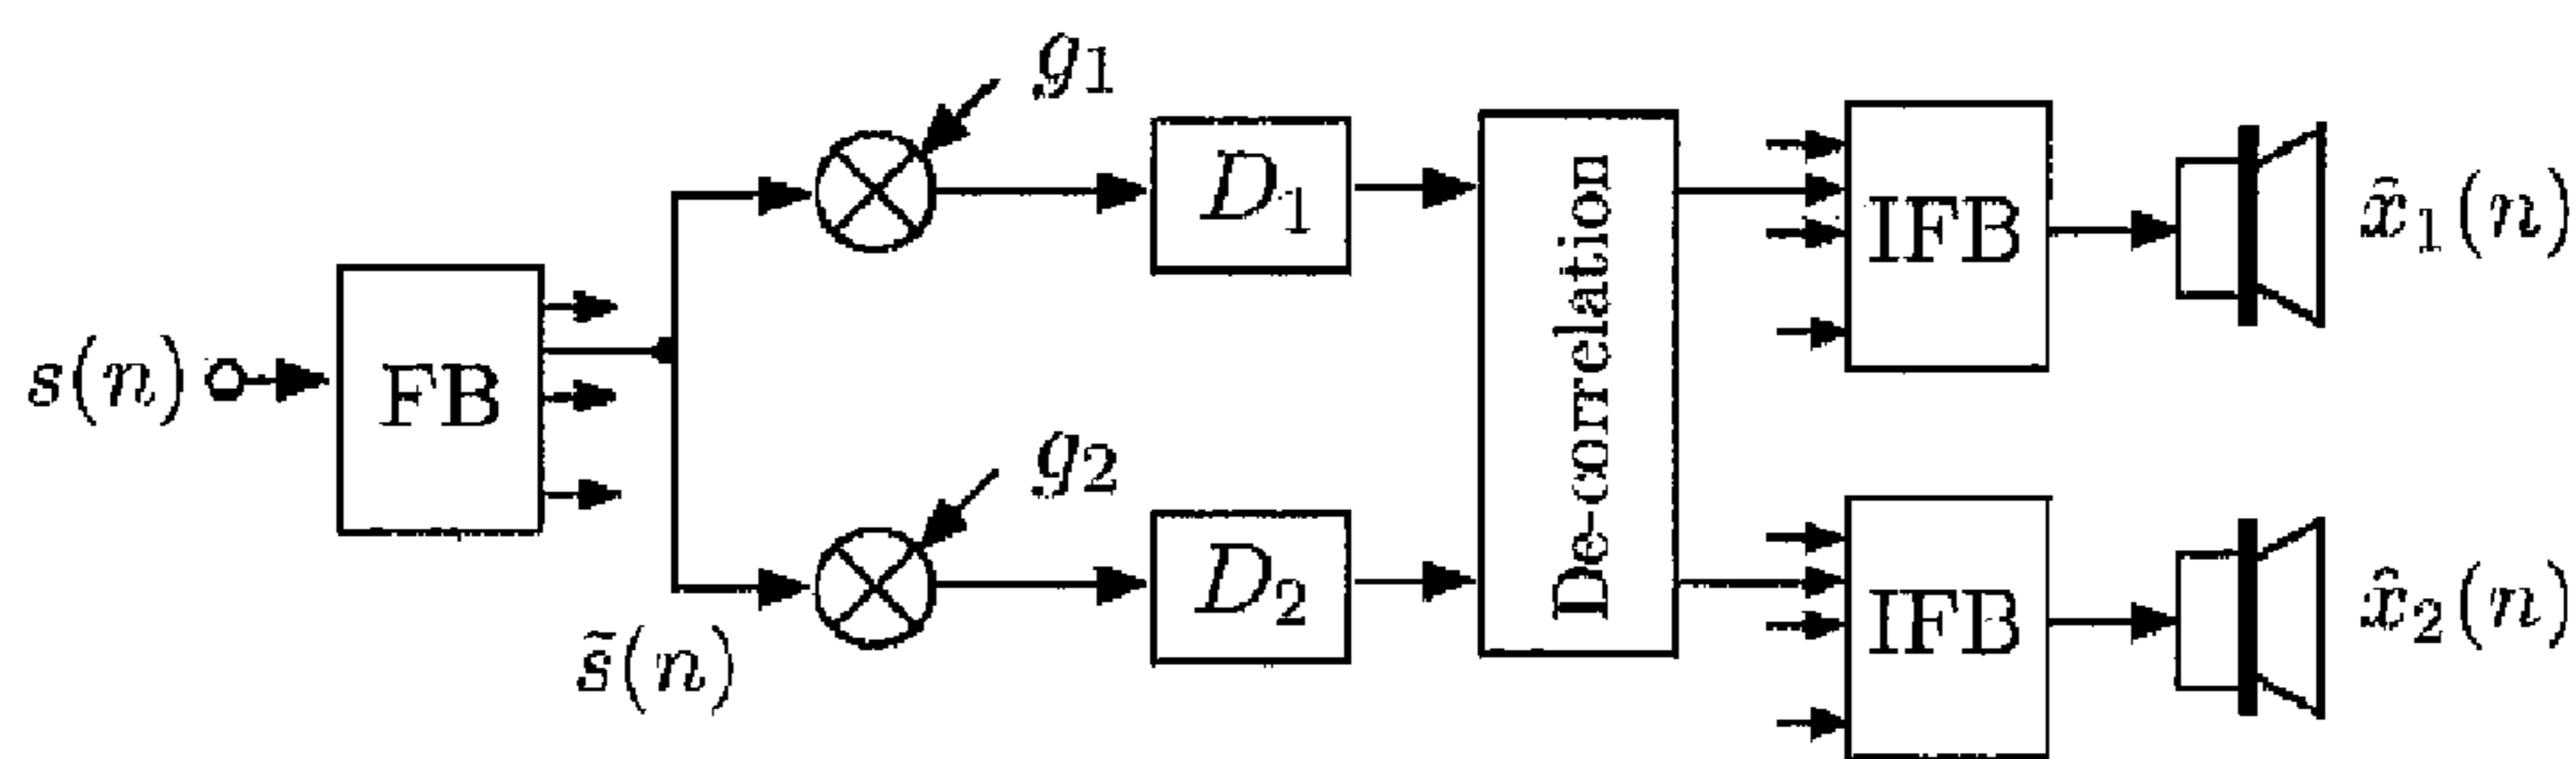 s(n)
FB
s̃(n)
g₁
g₂
D₁
D₂
De-correlation
IFB
IFB
x̂₁(n)
x̂₂(n)